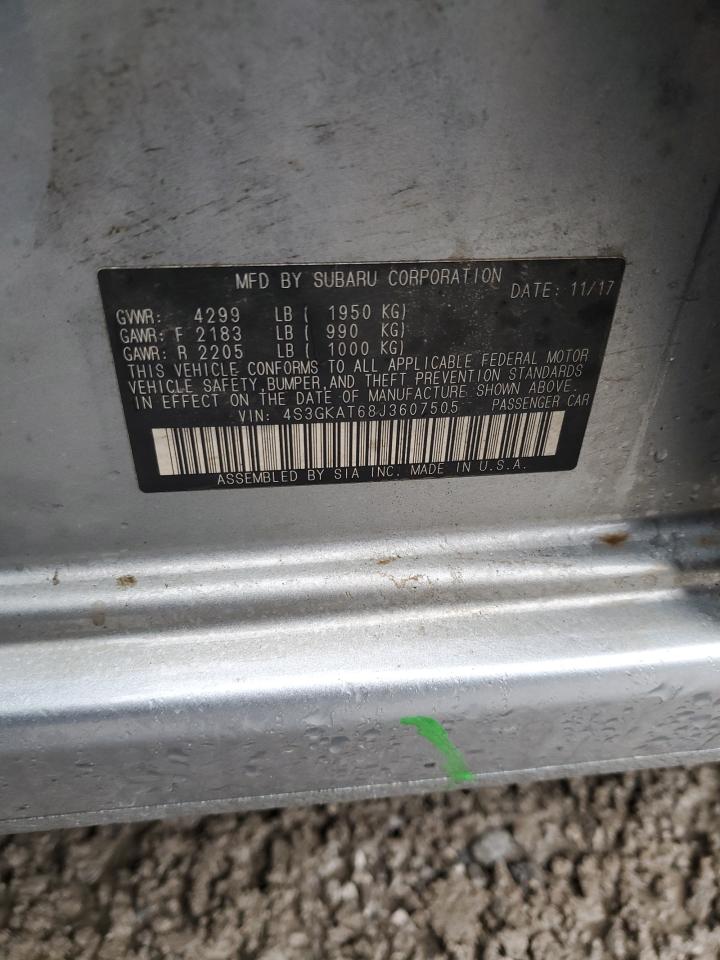 MFD BY SUBARU CORPORATION DATE: 11/17
GVWR: 4299 LB ( 1950 KG)
GAWR: F 2183 LB ( 990 KG)
GAWR: R 2205 LB ( 1000 KG)
THIS VEHICLE CONFORMS TO ALL APPLICABLE FEDERAL MOTOR
VEHICLE SAFETY,BUMPER,AND THEFT PREVENTION STANDARDS
IN EFFECT ON THE DATE OF MANUFACTURE SHOWN ABOVE.
VIN: 4S3GKAT68J3607505 PASSENGER CAR
ASSEMBLED BY SIA INC. MADE IN U.S.A.